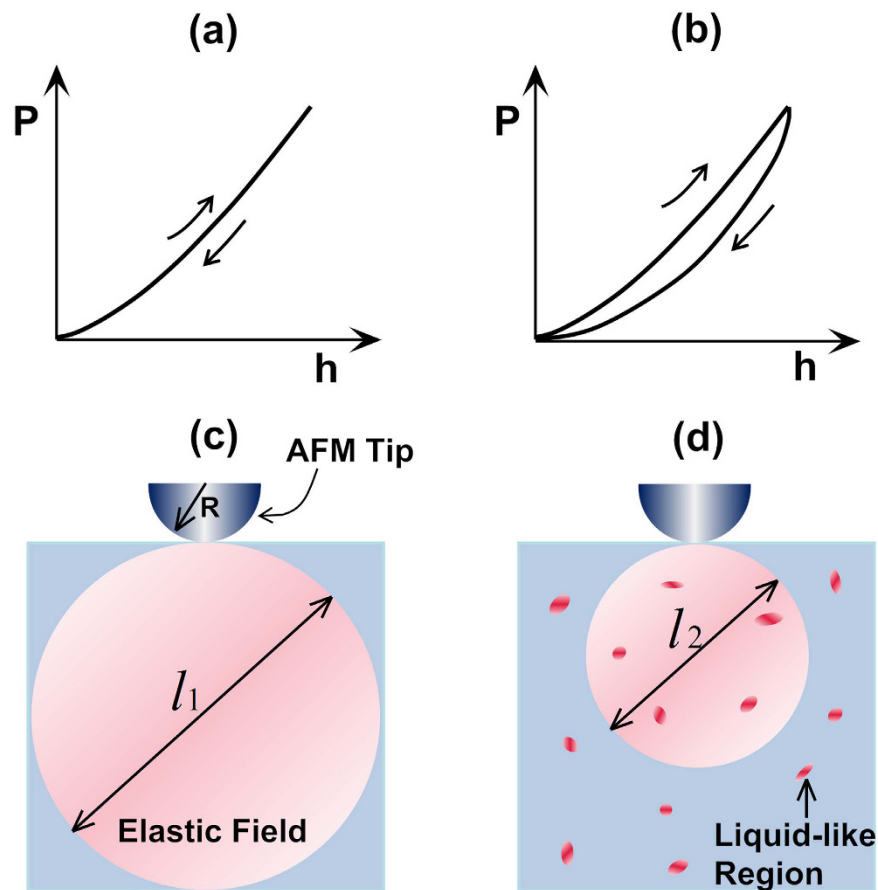 (a)
(b)
P
h
P
h
(c)
AFM Tip
R
l1
Elastic Field
(d)
l2
Liquid-like
Region